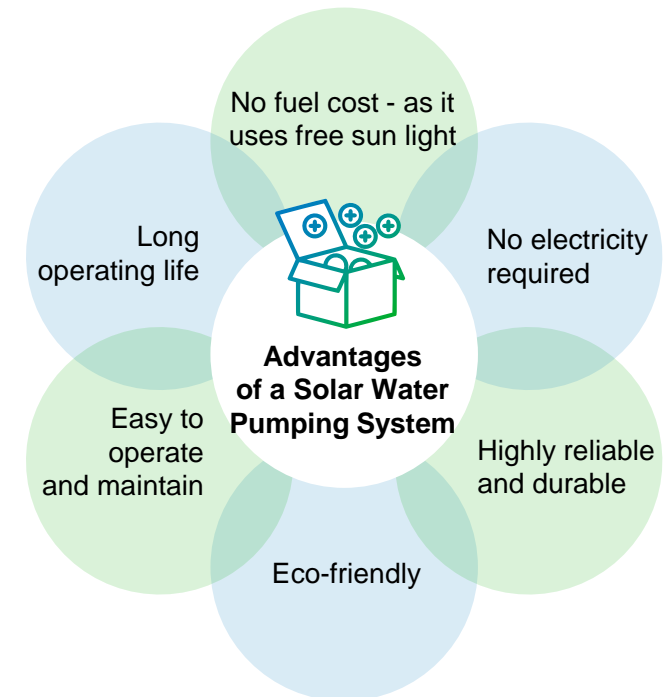 No fuel cost - as it
uses free sun light
No electricity
required
Highly reliable
and durable
Eco-friendly
Easy to
operate
and maintain
Long
operating life
Advantages
of a Solar Water
Pumping System